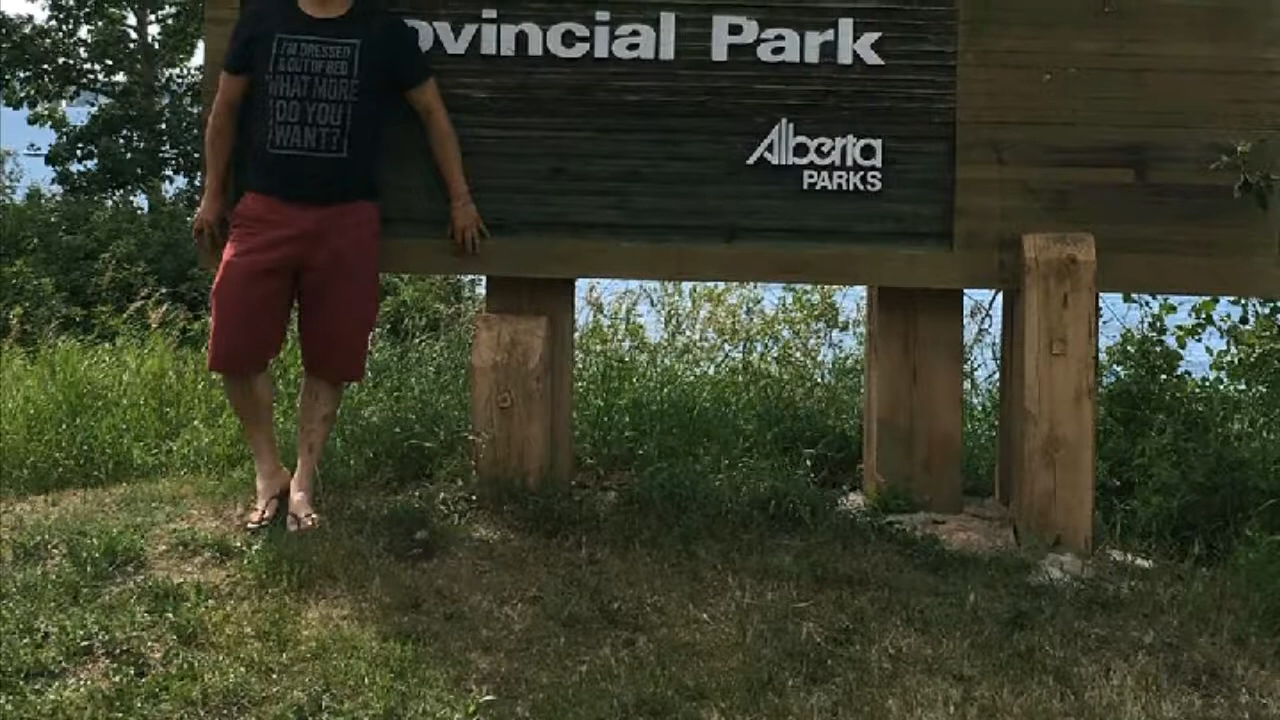 I'M DRESSED
& OUT OF BED
WHAT MORE
DO YOU
WANT?
ovincial Park
Alberta
PARKS